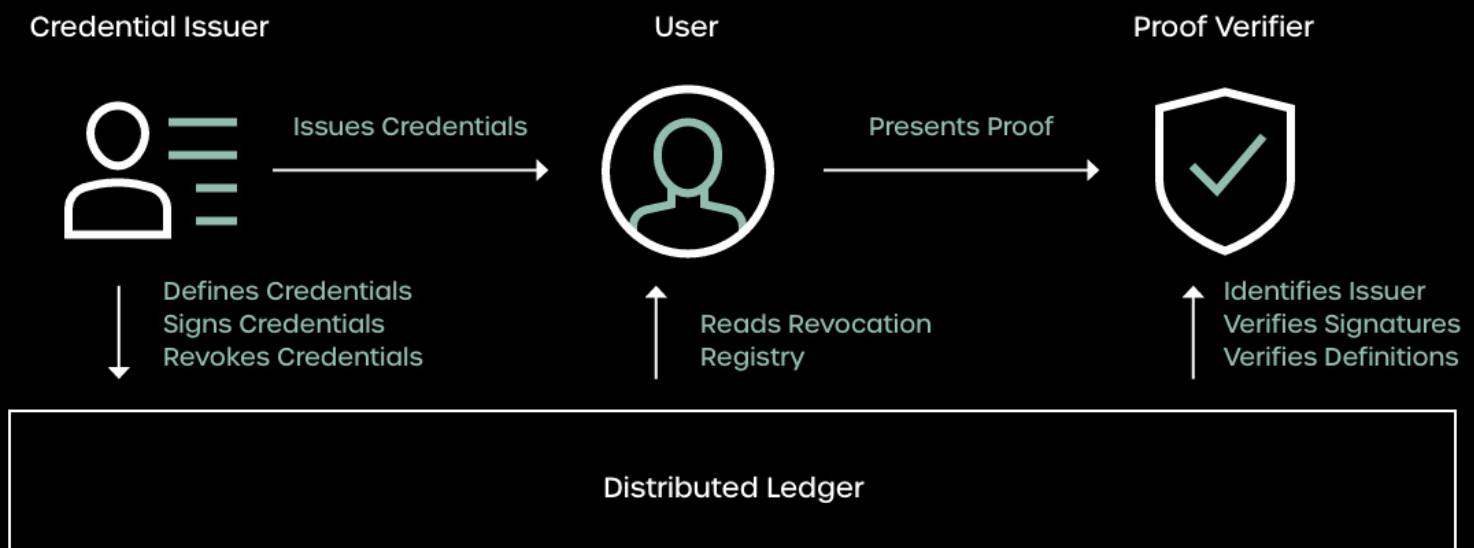 Credential Issuer
User
Proof Verifier
Issues Credentials
Presents Proof
Defines Credentials
Signs Credentials
Revokes Credentials
Reads Revocation
Registry
Identifies Issuer
Verifies Signatures
Verifies Definitions
Distributed Ledger